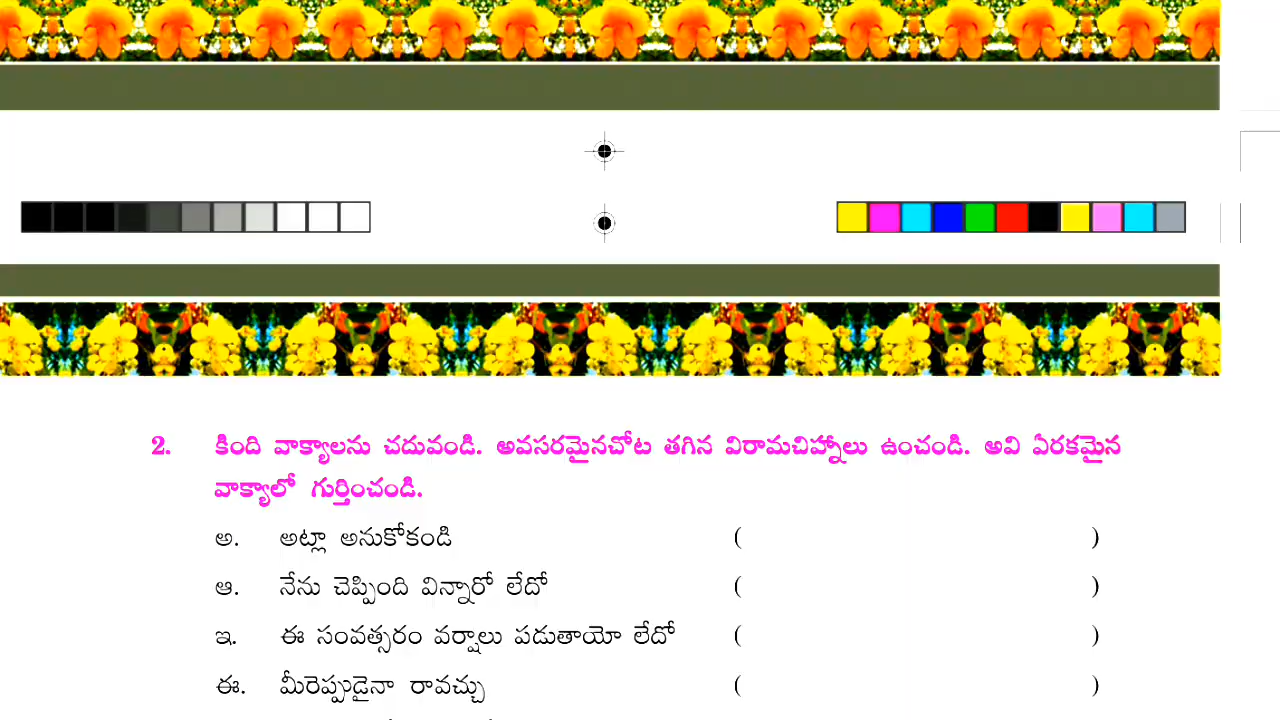 2. కింది వాక్యాలను చదువండి. అవసరమైనచోట తగిన విరామచిహ్నాలు ఉంచండి. అవి ఏరకమైన
వాక్యాలో గుర్తించండి.
అ. అట్లా అనుకోకండి ( )
ఆ. నేను చెప్పింది విన్నారో లేదో ( )
ఇ. ఈ సంవత్సరం వర్షాలు పడుతాయో లేదో ( )
ఈ. మీరెప్పుడైనా రావచ్చు ( )